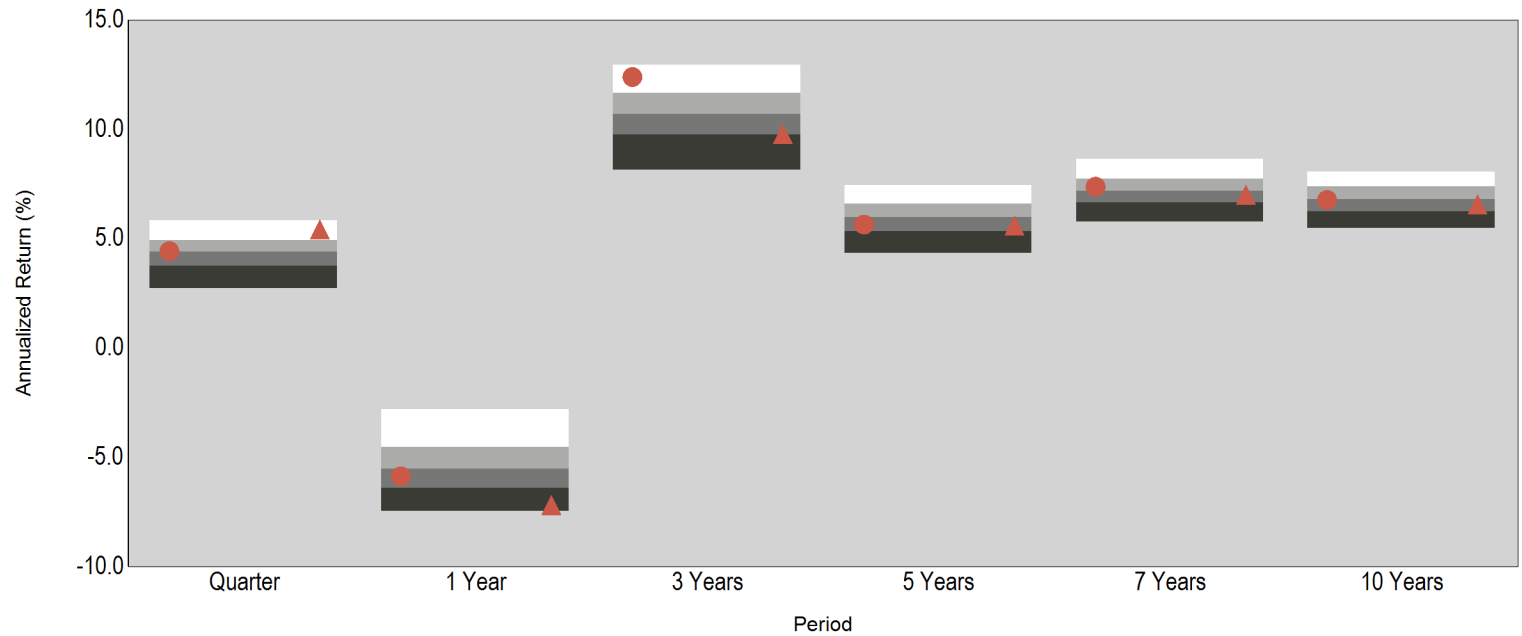 15.0
10.0
5.0
0.0
-5.0
-10.0
Annualized Return (%)
Quarter 1 Year 3 Years 5 Years 7 Years 10 Years
Period